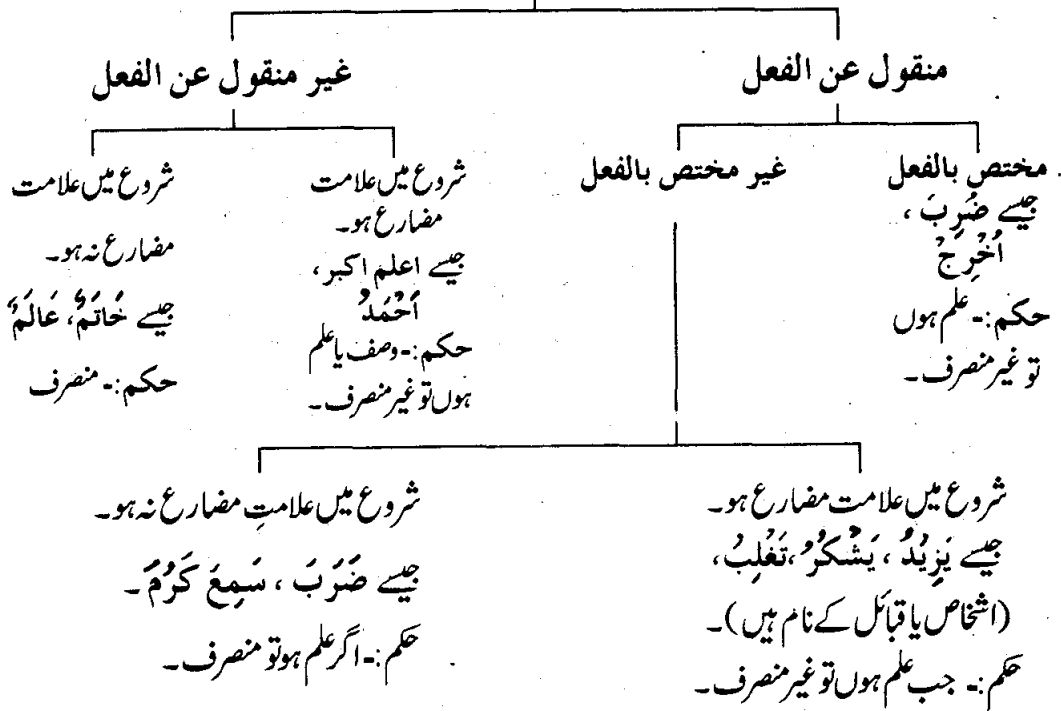 منقول عن الفعل
غیر منقول عن الفعل
مختص بالفعل
جیسے ضُرِبَ ،
اُخْرِجْ
حکم:۔ علم ہوں
تو غیر منصرف۔
غیر مختص بالفعل
شروع میں علامت
مضارع ہو۔
جیسے اعلم اکبر،
اَحْمَدُ
حکم:۔ وصف یا علم
ہوں تو غیر منصرف۔
شروع میں علامت
مضارع نہ ہو۔
جیسے خَاتَمٌ، عَالَمٌ
حکم:۔ منصرف
شروع میں علامت مضارع ہو۔
جیسے یَزِیْدُ ، یَشْکُرُ ،تَغْلِبُ،
(اشخاص یا قبائل کے نام ہیں)۔
حکم:۔ جب علم ہوں تو غیر منصرف۔
شروع میں علامتِ مضارع نہ ہو۔
جیسے ضَرَبَ ، سَمِعَ کَرُمَ۔
حکم:۔ اگر علم ہو تو منصرف۔